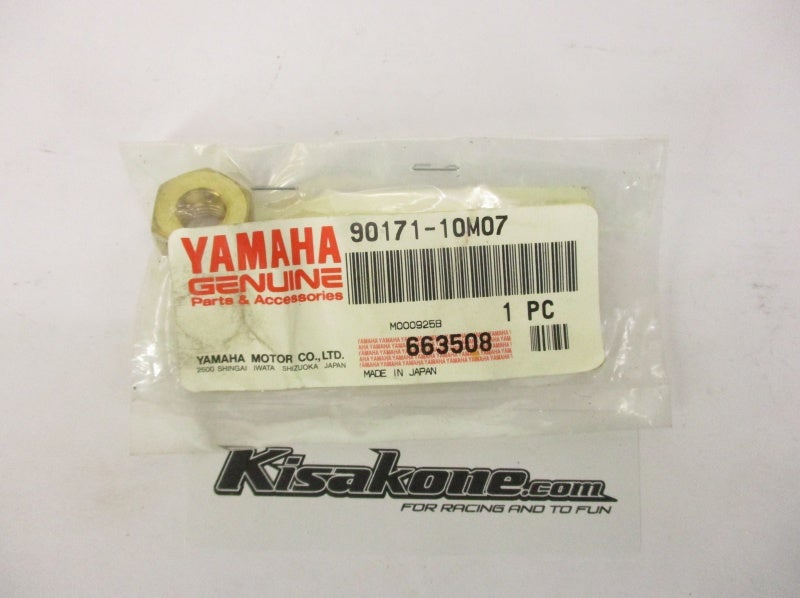 90171-10M07
YAMAHA
GENUINE
Parts & Accessories
1 PC
M000925B
663508
YAMAHA MOTOR CO.,LTD.
2500 SHINGAI IWATA SHIZUOKA JAPAN
MADE IN JAPAN
Kisakone.com
FOR RACING AND TO FUN